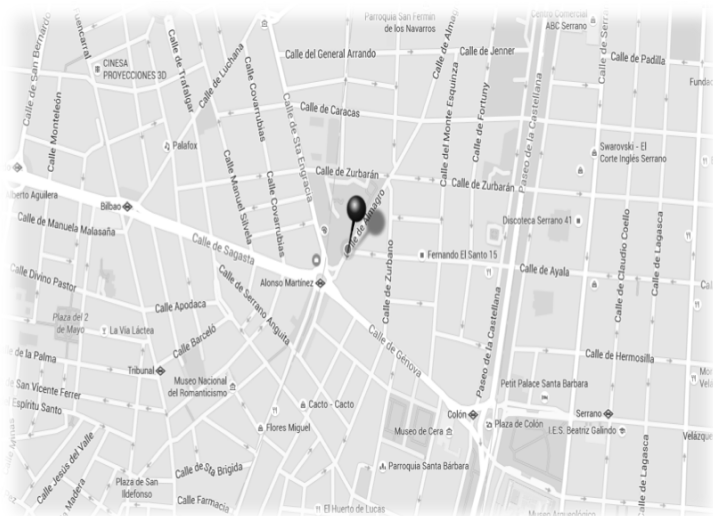 Parroquia San Fermín
de los Navarros
Centro Comercial
ABC Serrano
Calle de San Bernardo
Fuencarral
CINESA
PROYECCIONES 3D
Calle de Trafalgar
Calle de Luchana
Calle Covarrubias
Calle del General Arrando
Calle de Almagro
Calle de Jenner
Calle de Padilla
Calle Monteleón
Calle de Sta Engracia
Calle de Caracas
Calle del Monte Esquinza
Calle de Fortuny
Paseo de la Castellana
Palafox
Swarovski - El
Corte Inglés Serrano
Calle de Zurbarán
Calle de Zurbarán
Calle Manuel Silvela
Calle Covarrubias
Alberto Aguilera
Bilbao
Calle de Manuela Malasaña
Calle de Sagasta
Calle de Almagro
Discoteca Serrano 41
Calle de Claudio Coello
Calle de Lagasca
Fernando El Santo 15
Calle de Ayala
Calle de Zurbano
Alonso Martínez
Calle Divino Pastor
Calle de Serrano Anguita
Calle Apodaca
Plaza del 2
de Mayo
La Vía Láctea
Calle Barceló
Calle de Génova
Paseo de la Castellana
Calle de Hermosilla
de la Palma
Tribunal
Museo Nacional
del Romanticismo
San Vicente Ferrer
Espíritu Santo
Petit Palace Santa Barbara
Cacto - Cacto
Colón
Serrano
Flores Miguel
Museo de Cera
Plaza de Colón
I.E.S. Beatriz Galindo
Velázquez
Calle Jesús del Valle
Madera
Calle de Sta Brígida
Parroquia Santa Bárbara
Calle de Lagasca
Plaza de San
Ildefonso
Calle Farmacia
El Huerto de Lucas
Museo Arqueológico